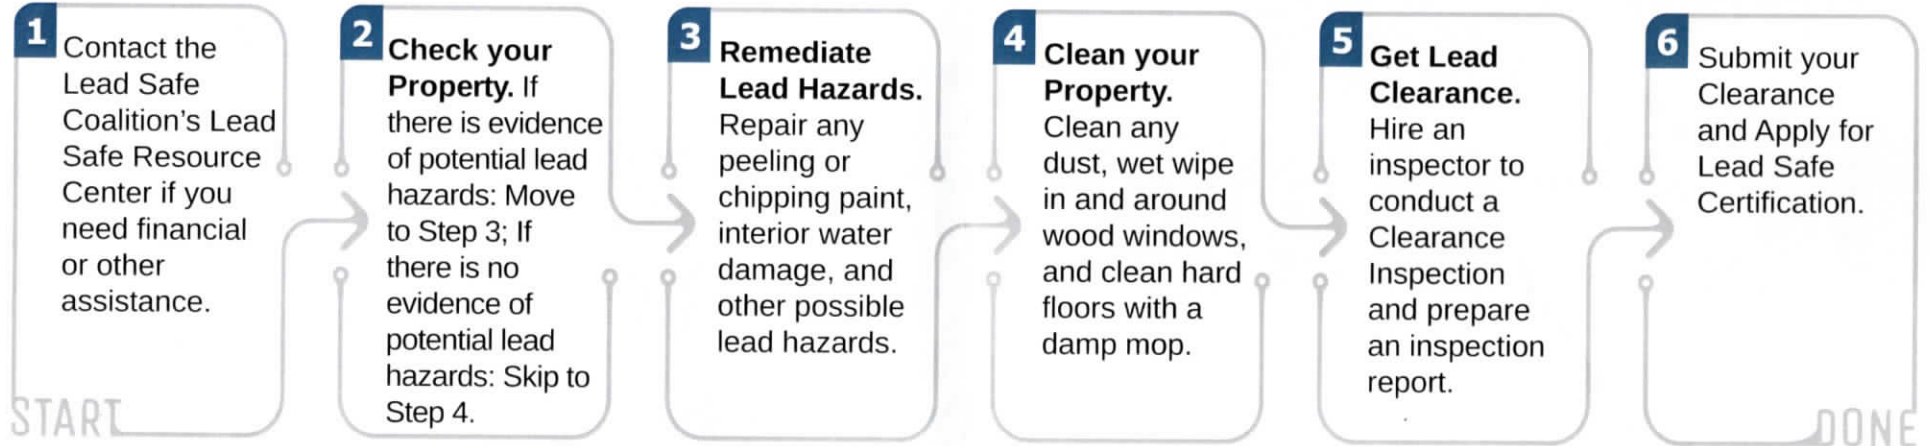 1
Contact the
Lead Safe
Coalition's Lead
Safe Resource
Center if you
need financial
or other
assistance.
START
2
Check your
Property. If
there is evidence
of potential lead
hazards: Move
to Step 3; If
there is no
evidence of
potential lead
hazards: Skip to
Step 4.
3
Remediate
Lead Hazards.
Repair any
peeling or
chipping paint,
interior water
damage, and
other possible
lead hazards.
4
Clean your
Property.
Clean any
dust, wet wipe
in and around
wood windows,
and clean hard
floors with a
damp mop.
5
Get Lead
Clearance.
Hire an
inspector to
conduct a
Clearance
Inspection
and prepare
an inspection
report.
6
Submit your
Clearance
and Apply for
Lead Safe
Certification.
DONE